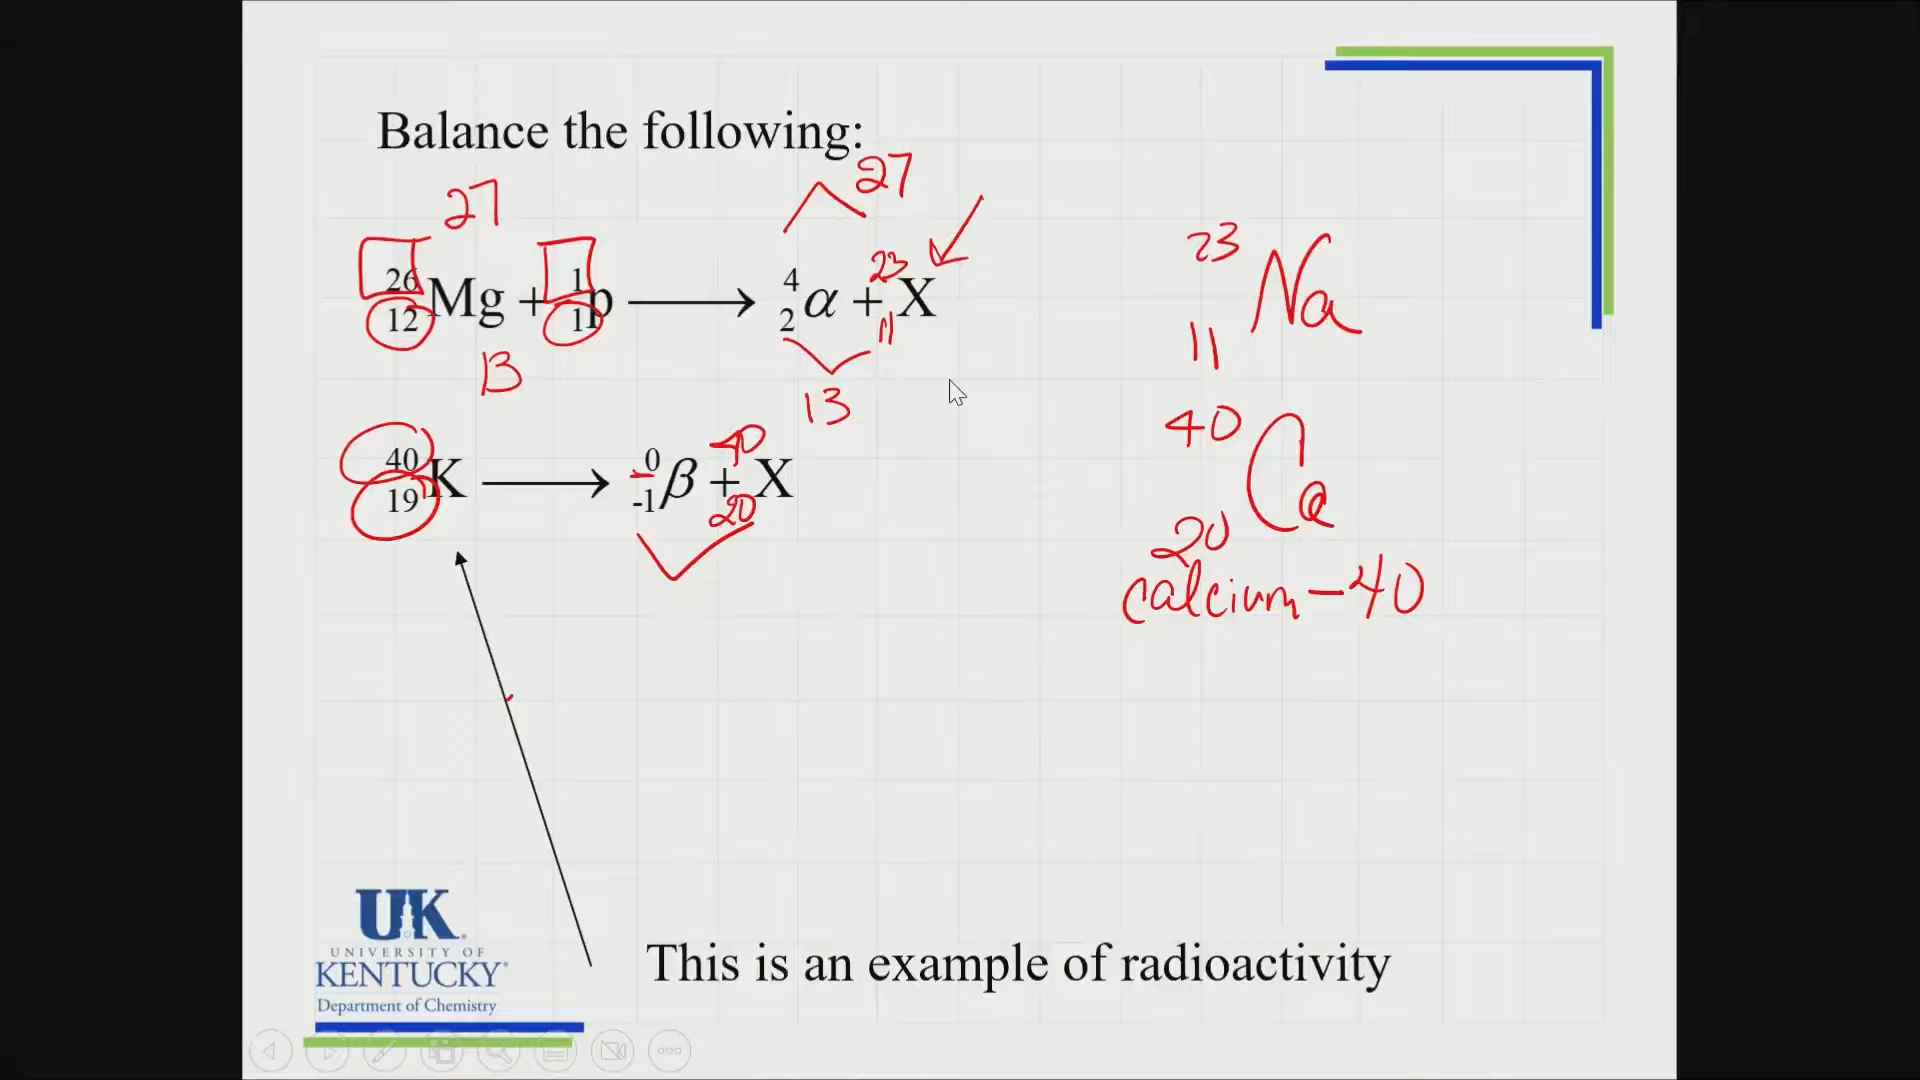 Balance the following:
27
27
26
12
Mg + 
1
1
p ⟶ 
4
2
α + 
23
11
X
13
13
23
11
Na
40
19
K ⟶ 
0
-1
β + 
40
20
X
40
20
Ca
calcium-40
UK
UNIVERSITY OF
KENTUCKY®
Department of Chemistry
This is an example of radioactivity